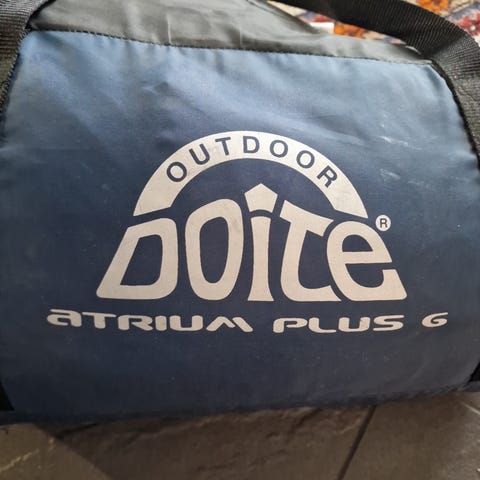 OUTDOOR
DOiTE®
ATRIUM PLUS 6